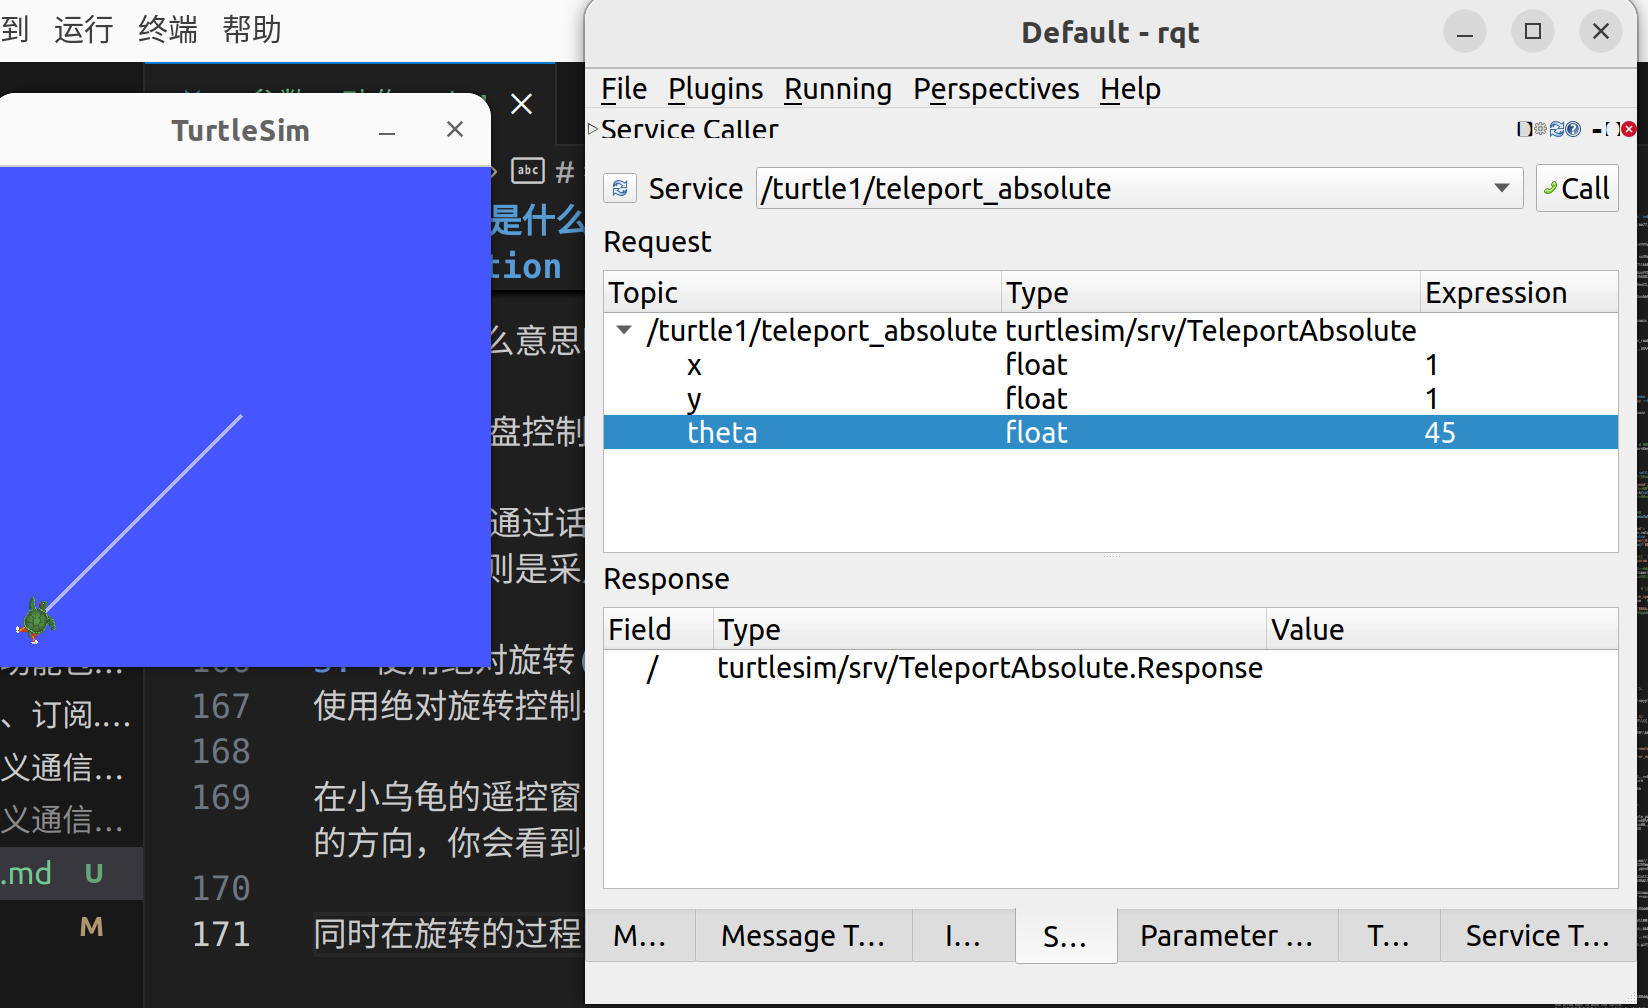 到 运行 终端 帮助
Default - rqt
File Plugins Running Perspectives Help
Service Caller
TurtleSim
abc #
是什么
tion
么意思
盘控制
通过话
则是采
Service /turtle1/teleport_absolute Call
Request
Topic Type Expression
/turtle1/teleport_absolute turtlesim/srv/TeleportAbsolute
x float 1
y float 1
theta float 45
Response
Field Type Value
/ turtlesim/srv/TeleportAbsolute.Response
、订阅....
义通信...
义通信...
.md U
M
对旋转
167 使用绝对旋转控制
168
169 在小乌龟的遥控窗
的方向，你会看到
170
171 同时在旋转的过程
M... Message T... I... S... Parameter ... T... Service T...